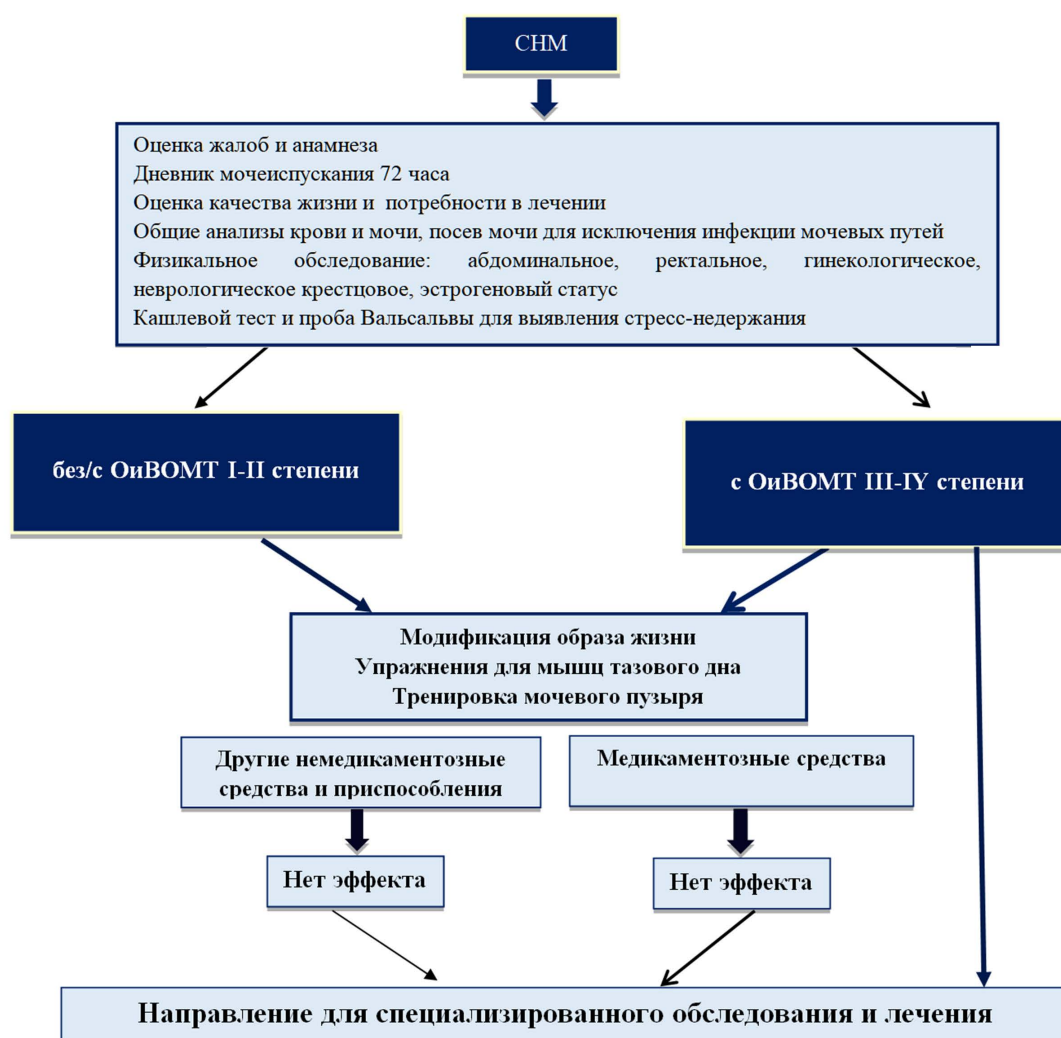 СНМ
Оценка жалоб и анамнеза
Дневник мочеиспускания 72 часа
Оценка качества жизни и потребности в лечении
Общие анализы крови и мочи, посев мочи для исключения инфекции мочевых путей
Физикальное обследование: абдоминальное, ректальное, гинекологическое,
неврологическое крестцовое, эстрогеновый статус
Кашлевой тест и проба Вальсальвы для выявления стресс-недержания
без/с ОиВОМТ I-II степени
с ОиВОМТ III-IY степени
Модификация образа жизни
Упражнения для мышц тазового дна
Тренировка мочевого пузыря
Другие немедикаментозные
средства и приспособления
Медикаментозные средства
Нет эффекта
Нет эффекта
Направление для специализированного обследования и лечения